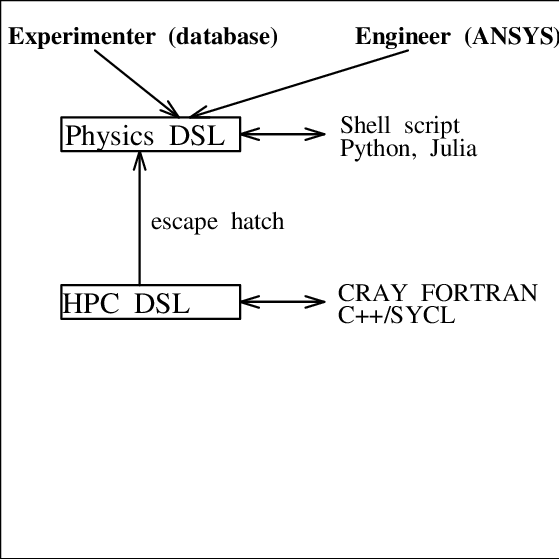 Experimenter (database)
Engineer (ANSYS)
Physics DSL
Shell script
Python, Julia
escape hatch
HPC DSL
CRAY FORTRAN
C++/SYCL